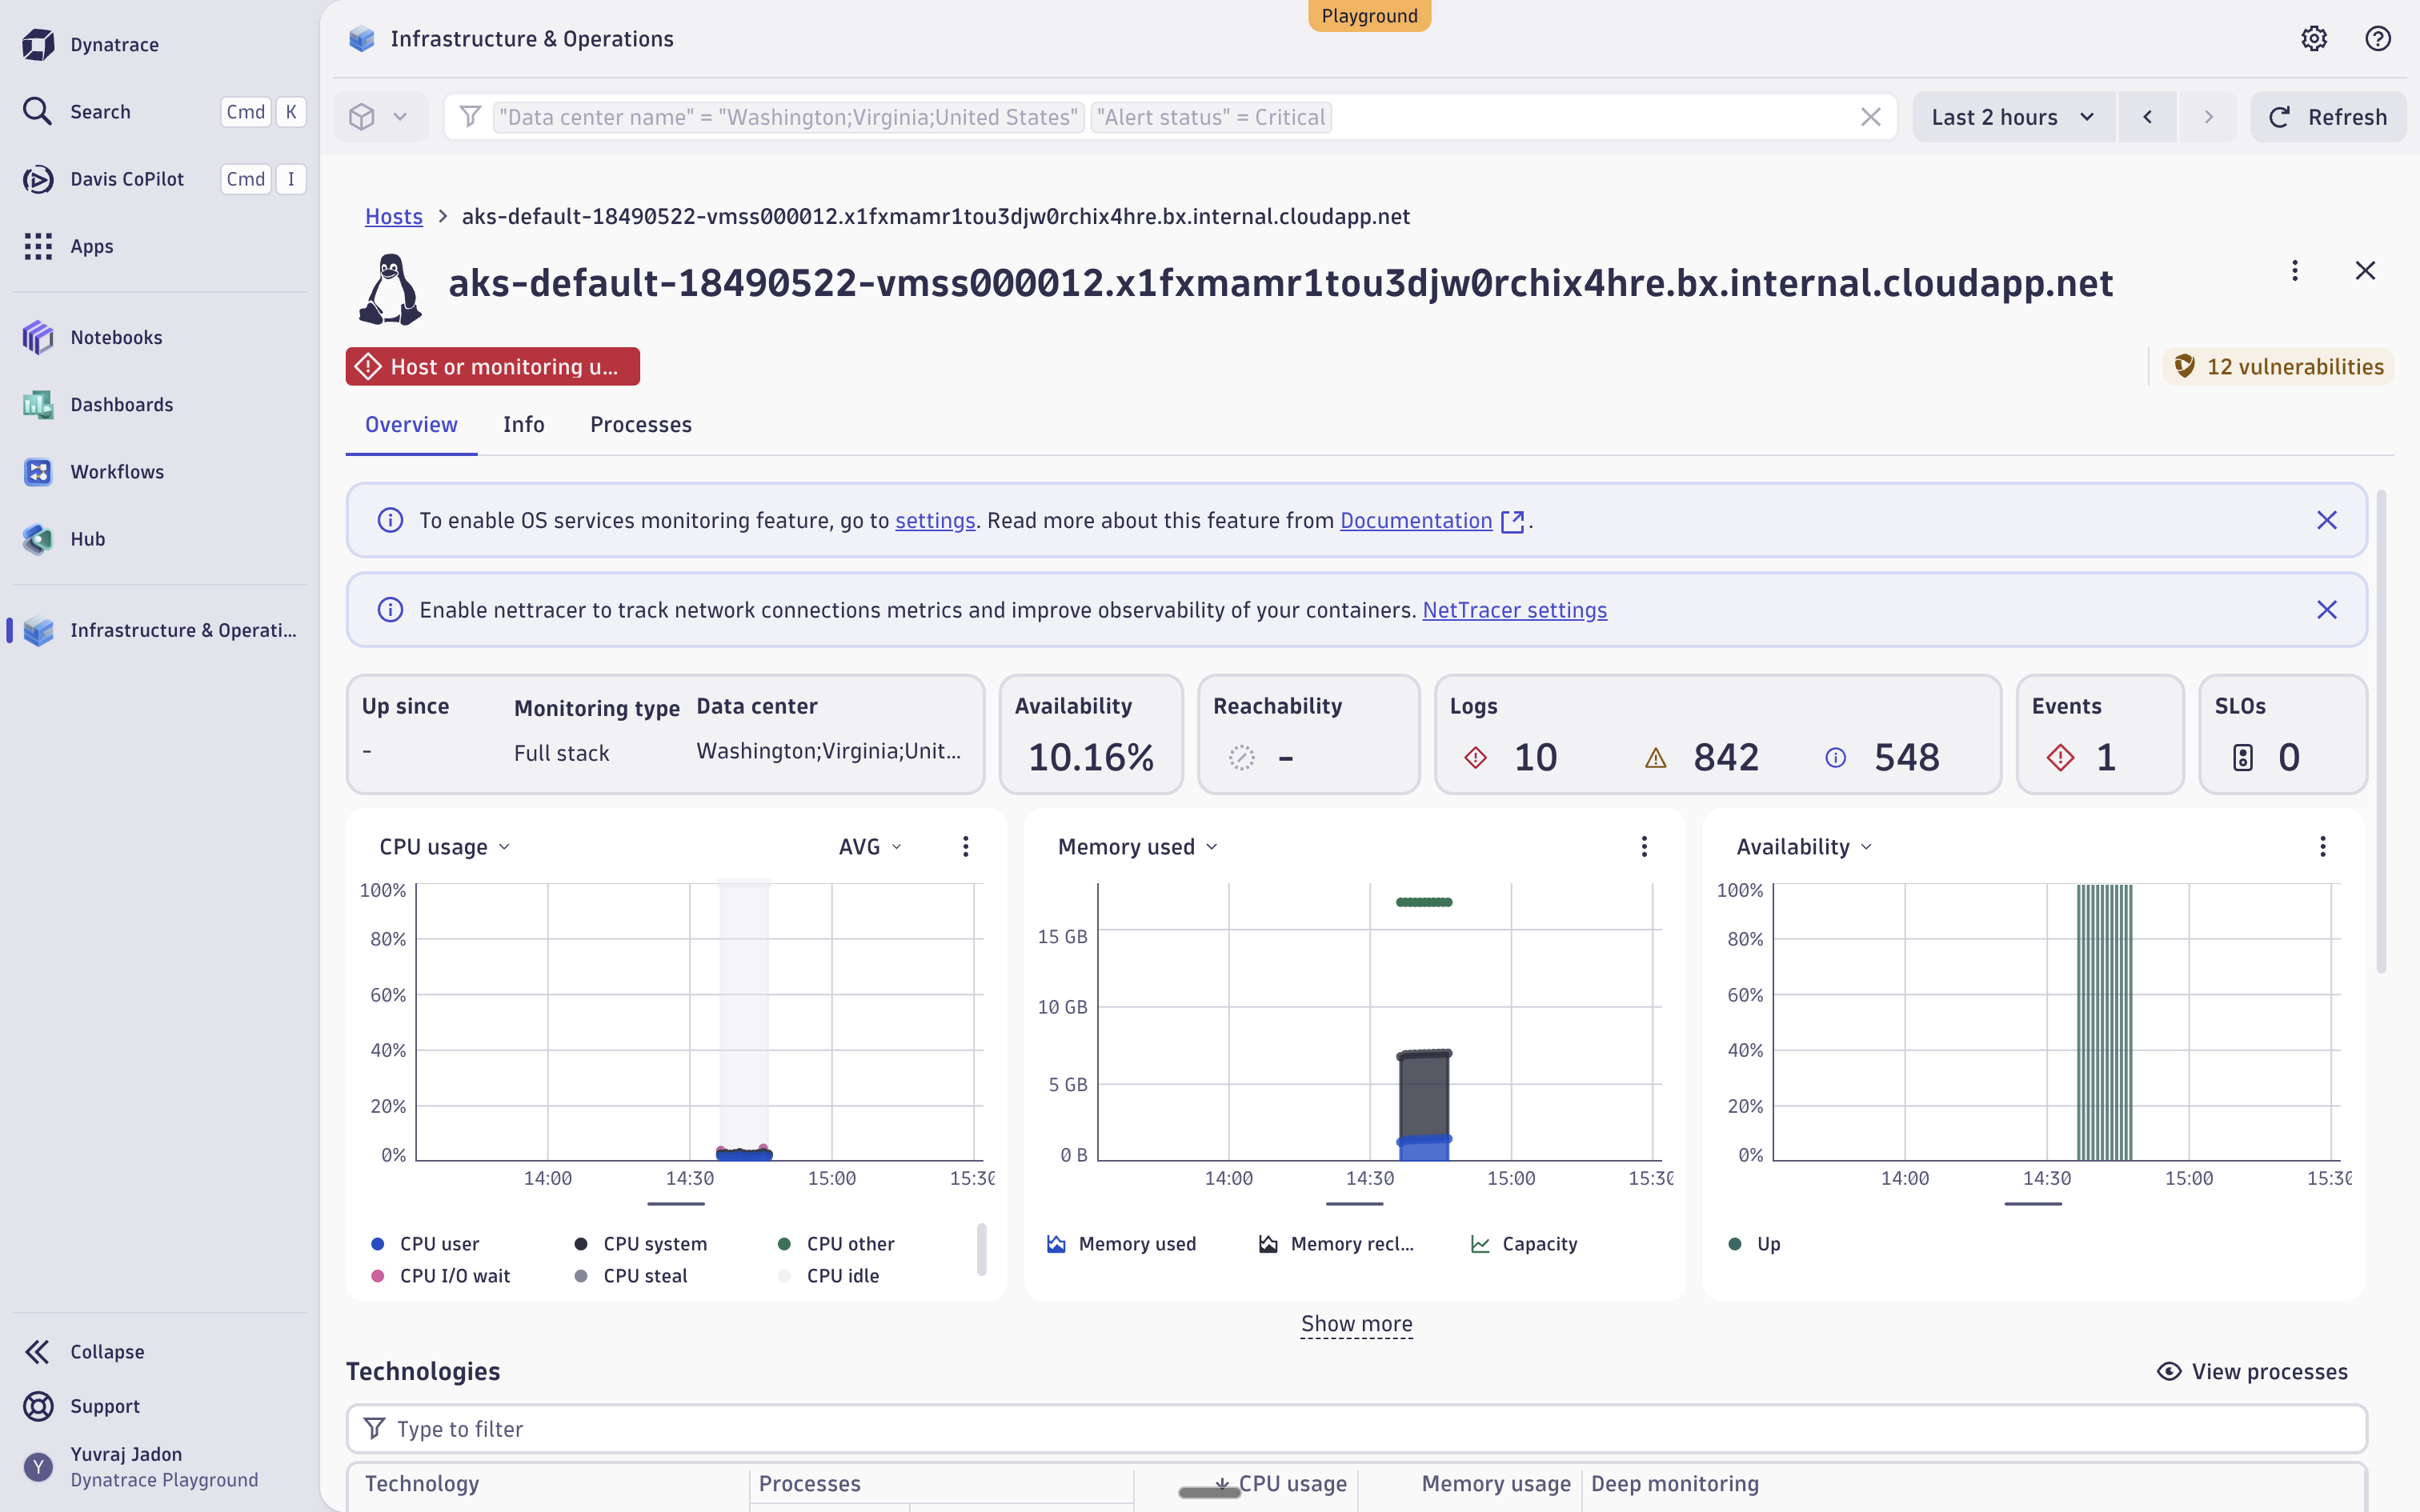 Dynatrace
Search Cmd K
Davis CoPilot Cmd I
Apps
Notebooks
Dashboards
Workflows
Hub
Infrastructure & Operati...
Collapse
Support
Y
Yuvraj Jadon
Dynatrace Playground
Playground
Infrastructure & Operations
"Data center name" = "Washington;Virginia;United States" "Alert status" = Critical
Last 2 hours
Refresh
Hosts > aks-default-18490522-vmss000012.x1fxmamr1tou3djw0rchix4hre.bx.internal.cloudapp.net
aks-default-18490522-vmss000012.x1fxmamr1tou3djw0rchix4hre.bx.internal.cloudapp.net
Host or monitoring u...
12 vulnerabilities
Overview Info Processes
To enable OS services monitoring feature, go to settings. Read more about this feature from Documentation.
Enable nettracer to track network connections metrics and improve observability of your containers. NetTracer settings
Up since
-
Monitoring type
Full stack
Data center
Washington;Virginia;Unit...
Availability
10.16%
Reachability
-
Logs
10 842 548
Events
1
SLOs
0
CPU usage AVG
100%
80%
60%
40%
20%
0%
14:00 14:30 15:00 15:30
CPU user CPU system CPU other
CPU I/O wait CPU steal CPU idle
Memory used
15 GB
10 GB
5 GB
0 B
14:00 14:30 15:00 15:30
Memory used Memory recl... Capacity
Availability
100%
80%
60%
40%
20%
0%
14:00 14:30 15:00 15:30
Up
Show more
Technologies
View processes
Type to filter
Technology Processes CPU usage Memory usage Deep monitoring